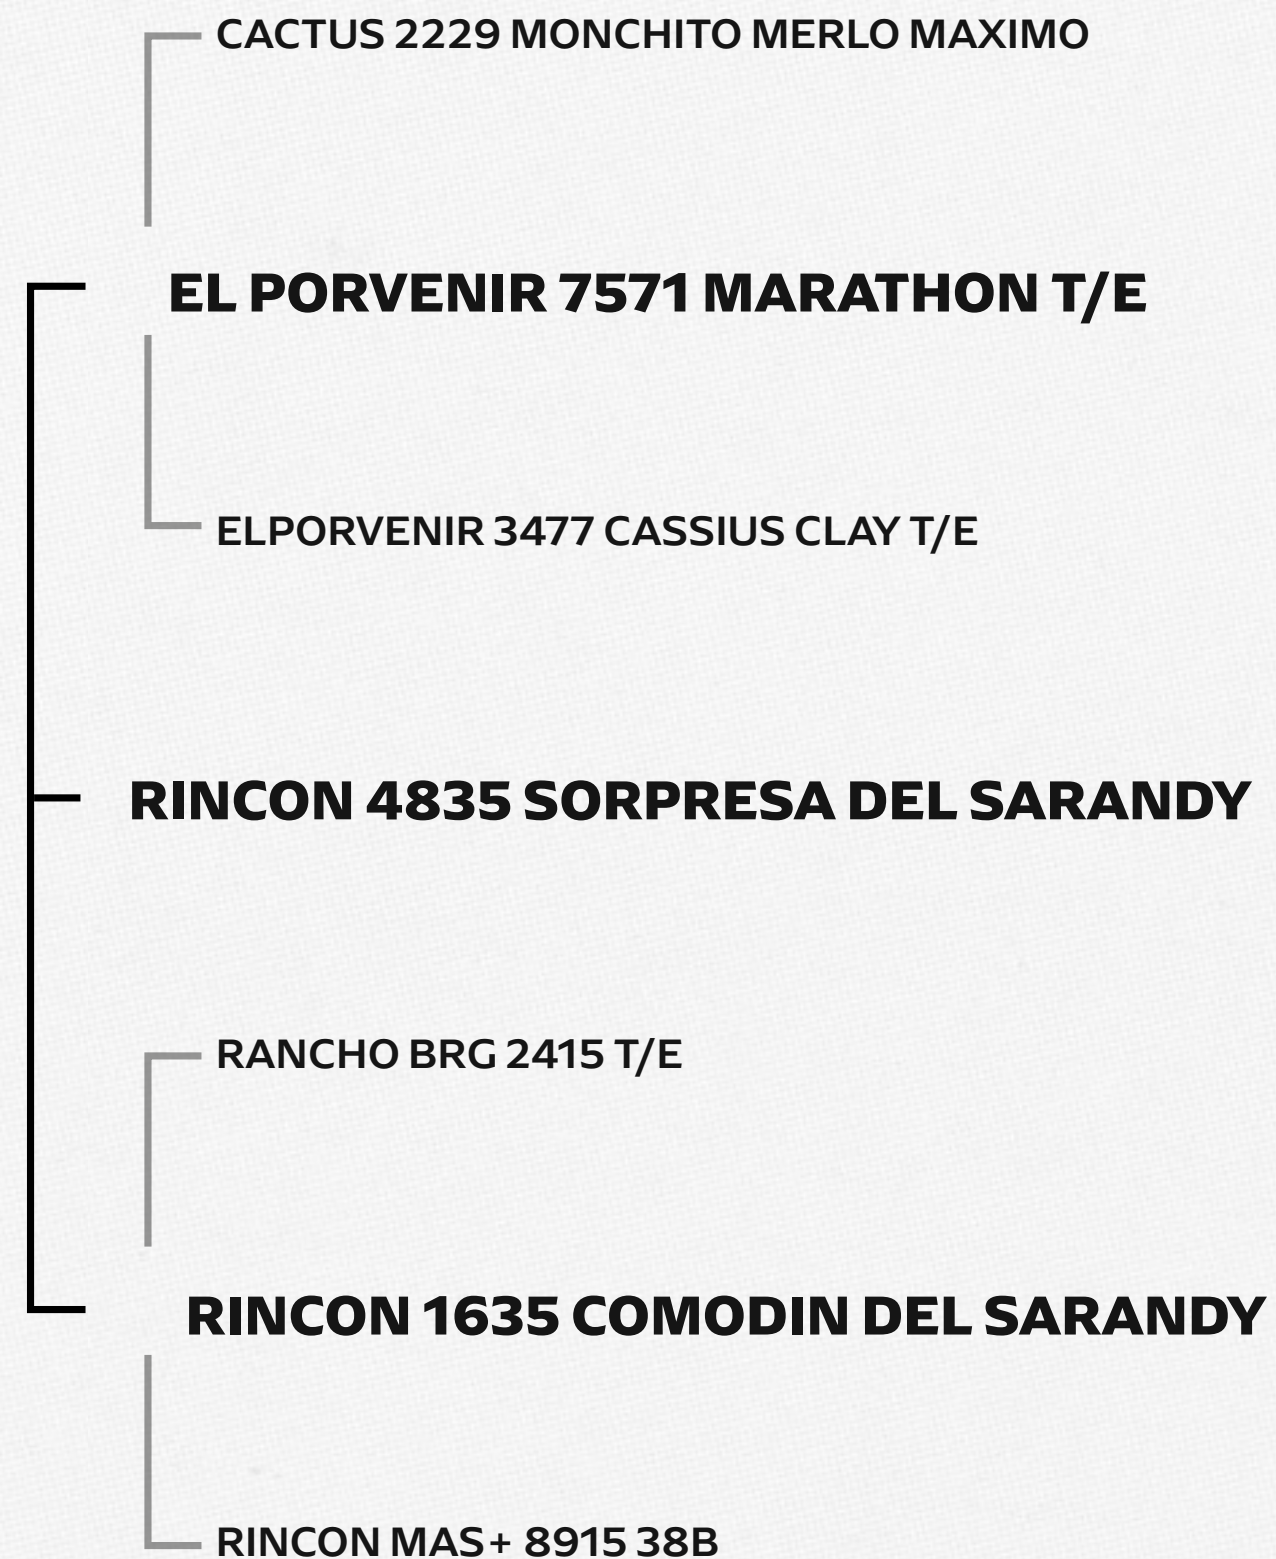 CACTUS 2229 MONCHITO MERLO MAXIMO
EL PORVENIR 7571 MARATHON T/E
ELPORVENIR 3477 CASSIUS CLAY T/E
RINCON 4835 SORPRESA DEL SARANDY
RANCHO BRG 2415 T/E
RINCON 1635 COMODIN DEL SARANDY
RINCON MAS+ 8915 38B